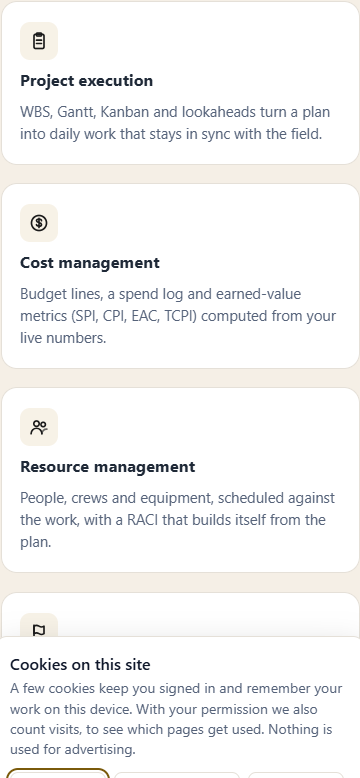 Project execution
WBS, Gantt, Kanban and lookaheads turn a plan
into daily work that stays in sync with the field.
Cost management
Budget lines, a spend log and earned-value
metrics (SPI, CPI, EAC, TCPI) computed from your
live numbers.
Resource management
People, crews and equipment, scheduled against
the work, with a RACI that builds itself from the
plan.
Cookies on this site
A few cookies keep you signed in and remember your
work on this device. With your permission we also
count visits, to see which pages get used. Nothing is
used for advertising.